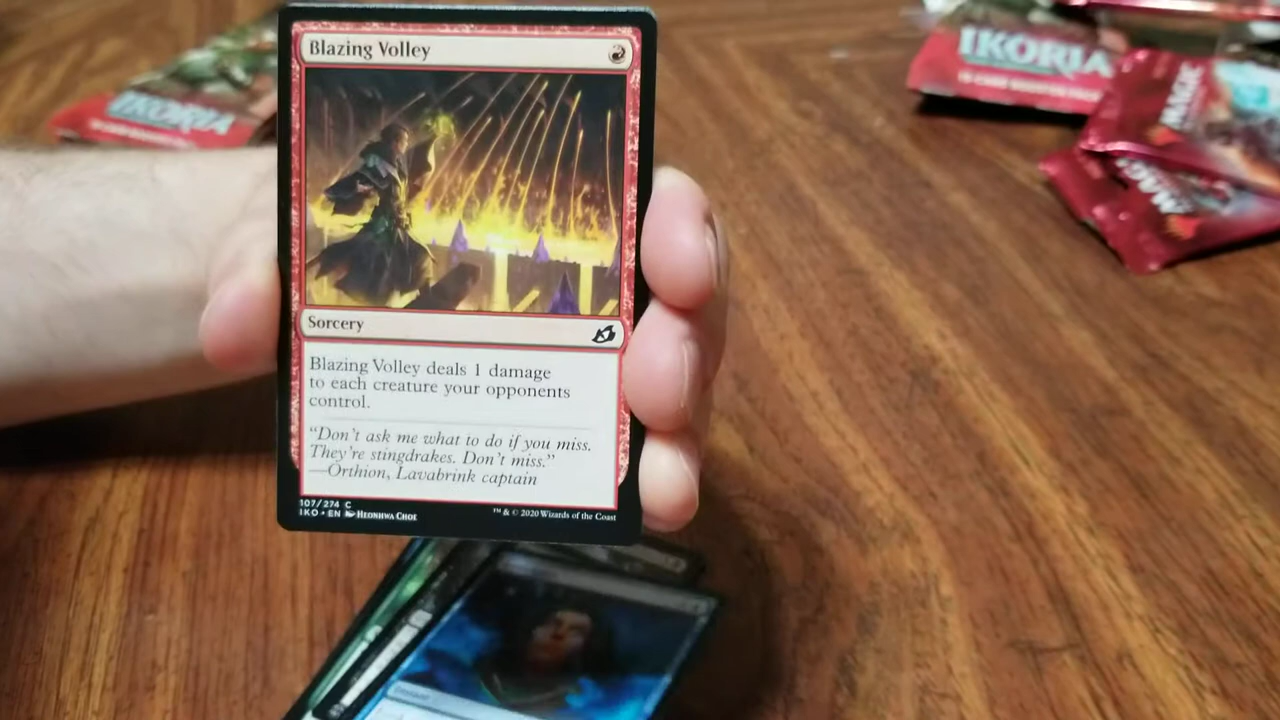 Blazing Volley
Sorcery
Blazing Volley deals 1 damage
to each creature your opponents
control.
“Don’t ask me what to do if you miss.
They’re stingdrakes. Don’t miss.”
—Orthion, Lavabrink captain
107/274 C
IKO • EN Heonhwa Choe
™ & © 2020 Wizards of the Coast
IKORIA
IKORIA
MAGIC